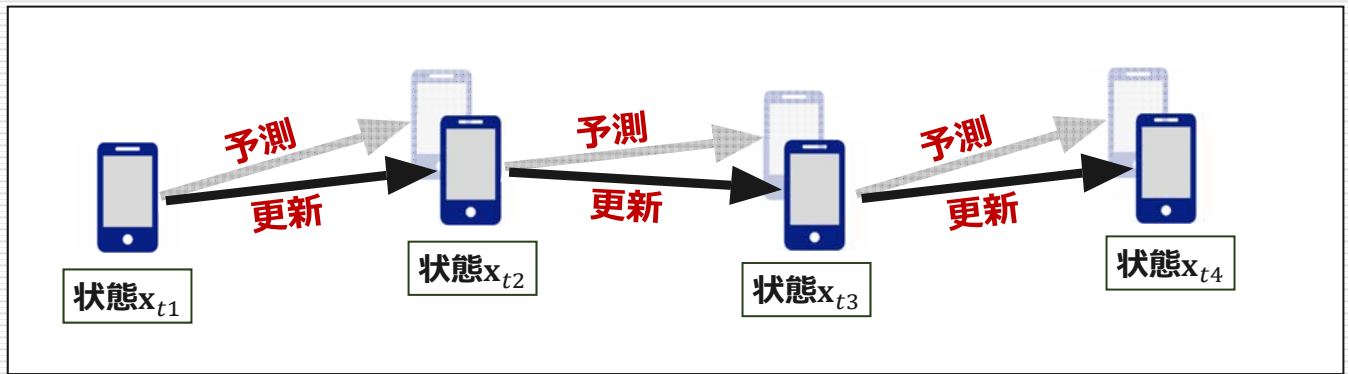 予測
更新
予測
更新
予測
更新
状態x_{t1}
状態x_{t2}
状態x_{t3}
状態x_{t4}